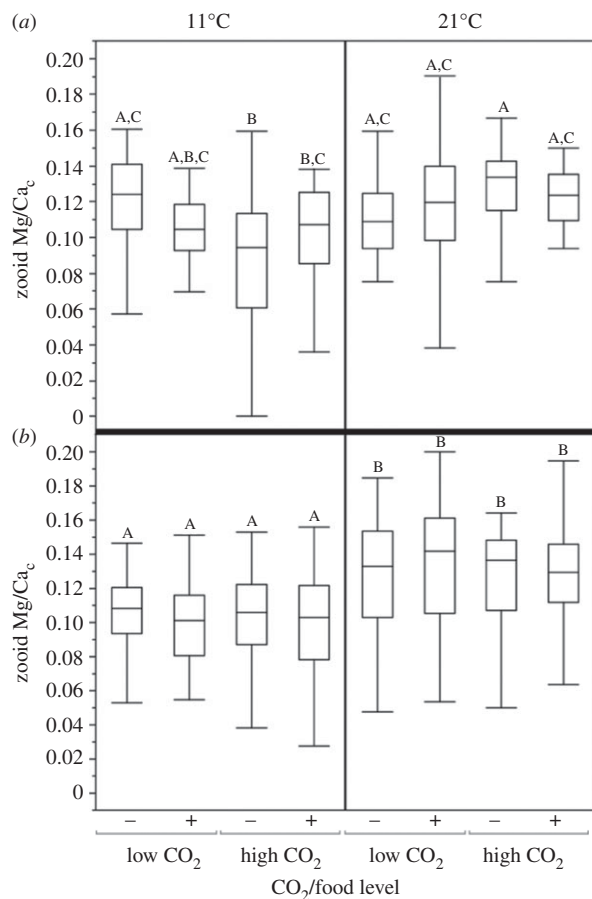 (a) 11°C 21°C
0.20
0.18
0.16
0.14
0.12
0.10
0.08
0.06
0.04
0.02
0
zooid Mg/Cac
A,C A,B,C B B,C A,C A,C A A,C
(b)
0.20
0.18
0.16
0.14
0.12
0.10
0.08
0.06
0.04
0.02
0
zooid Mg/Cac
A A A A B B B B
– + – + – + – +
low CO2 high CO2 low CO2 high CO2
CO2/food level